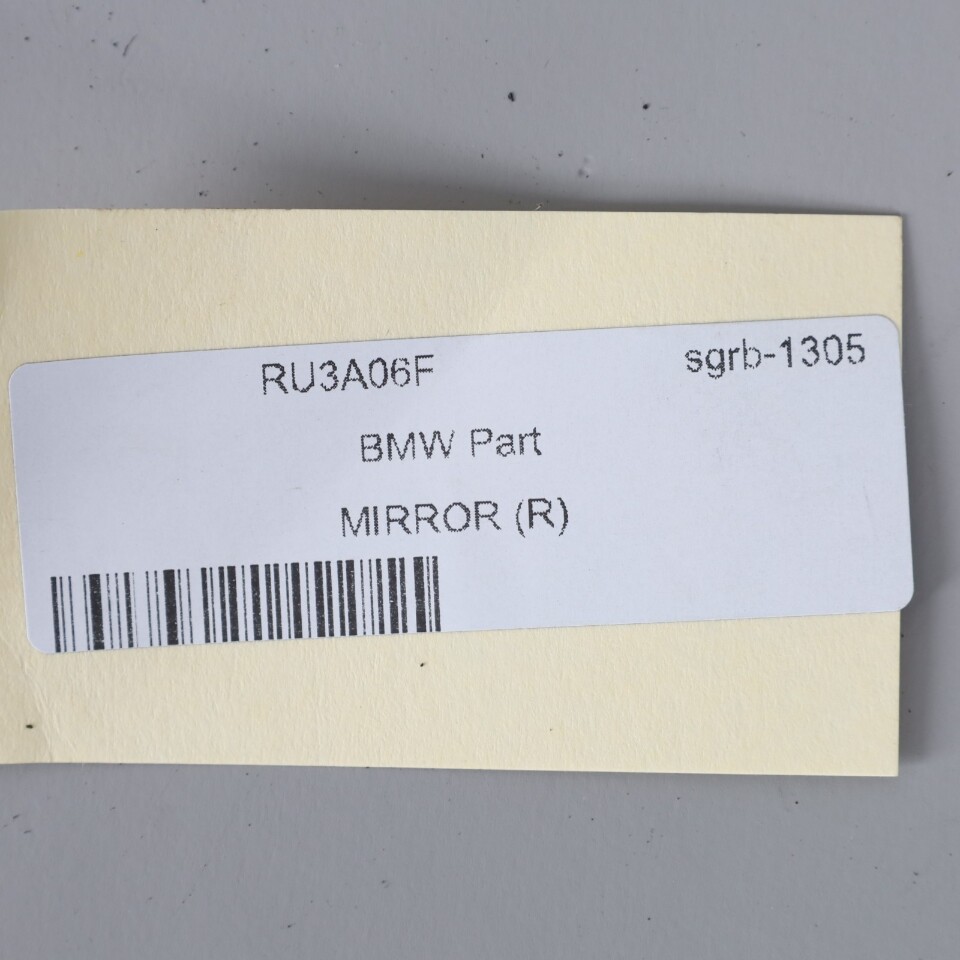 RU3A06F sgrb-1305
BMW Part
MIRROR (R)